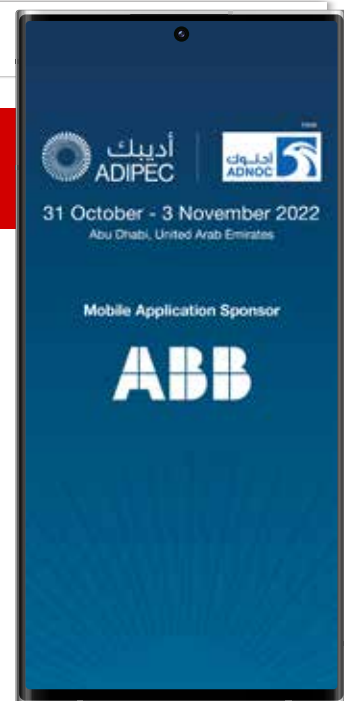 أديبك
ADIPEC
أدنوك
ADNOC
31 October - 3 November 2022
Abu Dhabi, United Arab Emirates
Mobile Application Sponsor
ABB